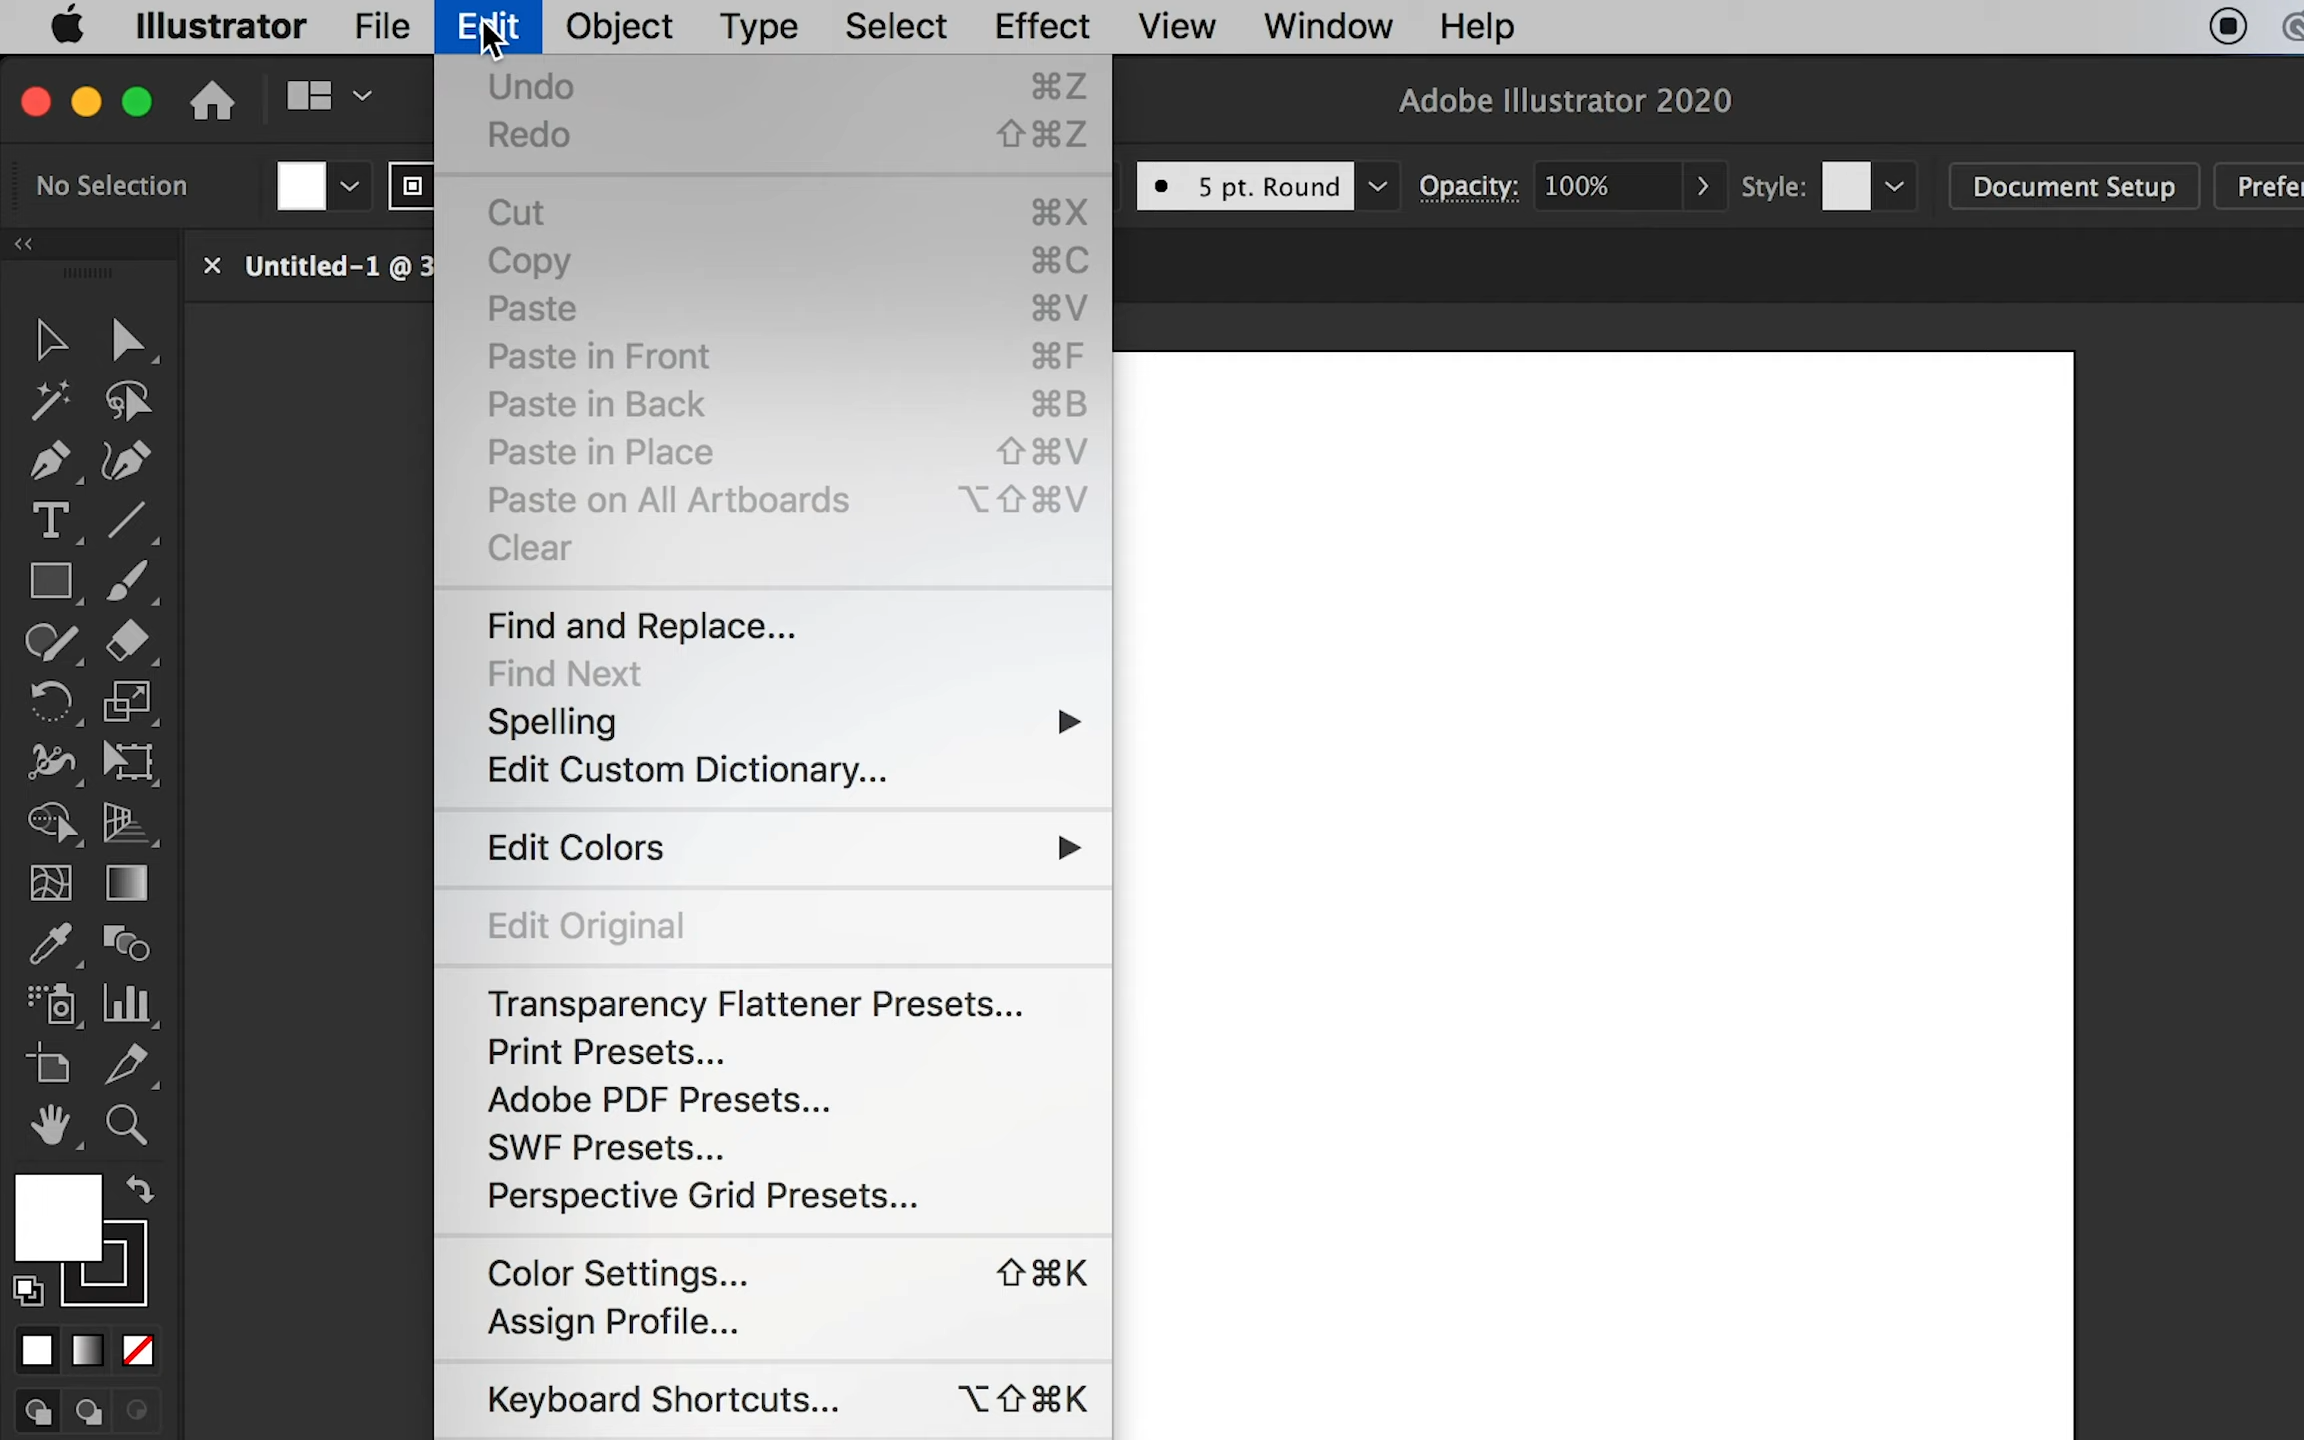 Illustrator File Edit Object Type Select Effect View Window Help
Adobe Illustrator 2020
No Selection 5 pt. Round Opacity: 100% Style: Document Setup
Untitled-1 @ 3
Undo ⌘Z
Redo ⇧⌘Z
Cut ⌘X
Copy ⌘C
Paste ⌘V
Paste in Front ⌘F
Paste in Back ⌘B
Paste in Place ⇧⌘V
Paste on All Artboards ⌥⇧⌘V
Clear
Find and Replace...
Find Next
Spelling
Edit Custom Dictionary...
Edit Colors
Edit Original
Transparency Flattener Presets...
Print Presets...
Adobe PDF Presets...
SWF Presets...
Perspective Grid Presets...
Color Settings... ⇧⌘K
Assign Profile...
Keyboard Shortcuts... ⌥⇧⌘K